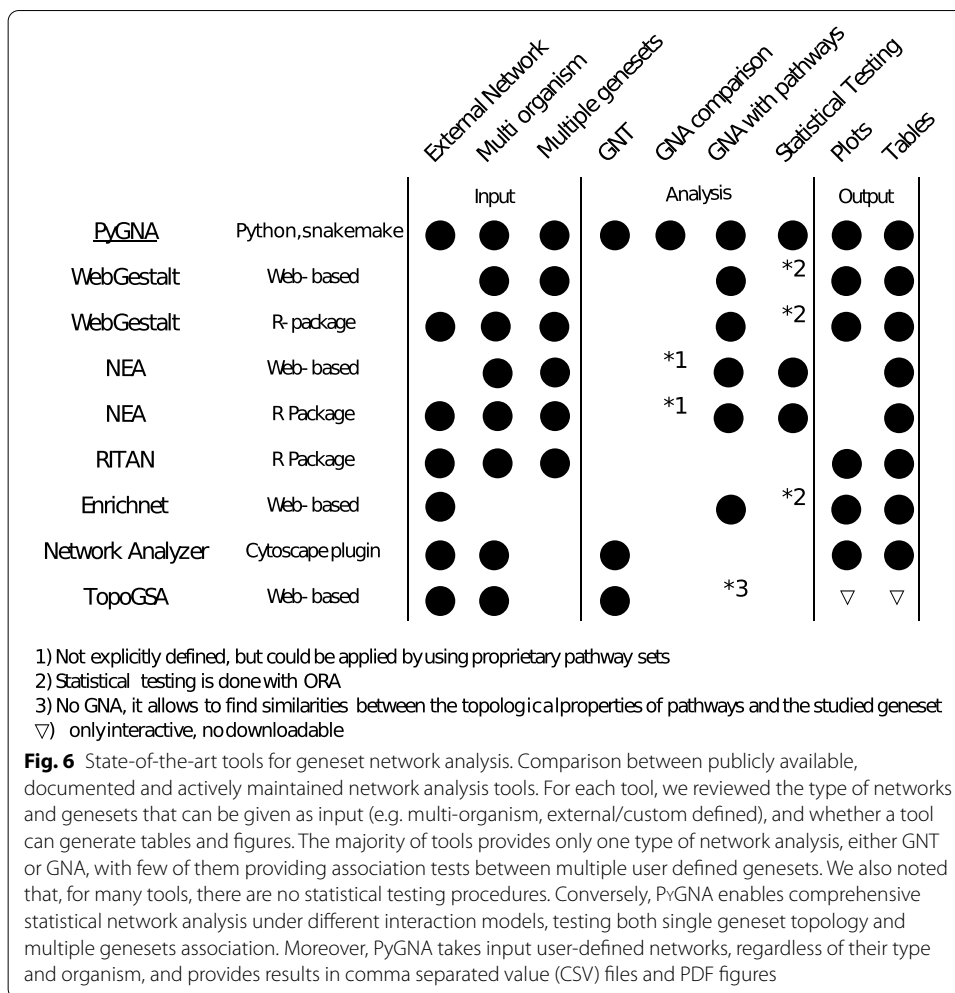 External Network
Multi organism
Multiple genesets
GNT
GNA comparison
GNA with pathways
Statistical Testing
Plots
Tables
Input Analysis Output
PyGNA Python, snakemake
WebGestalt Web-based *2
WebGestalt R-package *2
NEA Web-based *1
NEA R Package *1
RITAN R Package
Enrichnet Web-based *2
Network Analyzer Cytoscape plugin
TopoGSA Web-based *3 ▽ ▽
1) Not explicitly defined, but could be applied by using proprietary pathway sets
2) Statistical testing is done with ORA
3) No GNA, it allows to find similarities between the topological properties of pathways and the studied geneset
▽) only interactive, no downloadable
Fig. 6 State-of-the-art tools for geneset network analysis. Comparison between publicly available,
documented and actively maintained network analysis tools. For each tool, we reviewed the type of networks
and genesets that can be given as input (e.g. multi-organism, external/custom defined), and whether a tool
can generate tables and figures. The majority of tools provides only one type of network analysis, either GNT
or GNA, with few of them providing association tests between multiple user defined genesets. We also noted
that, for many tools, there are no statistical testing procedures. Conversely, PyGNA enables comprehensive
statistical network analysis under different interaction models, testing both single geneset topology and
multiple genesets association. Moreover, PyGNA takes input user-defined networks, regardless of their type
and organism, and provides results in comma separated value (CSV) files and PDF figures